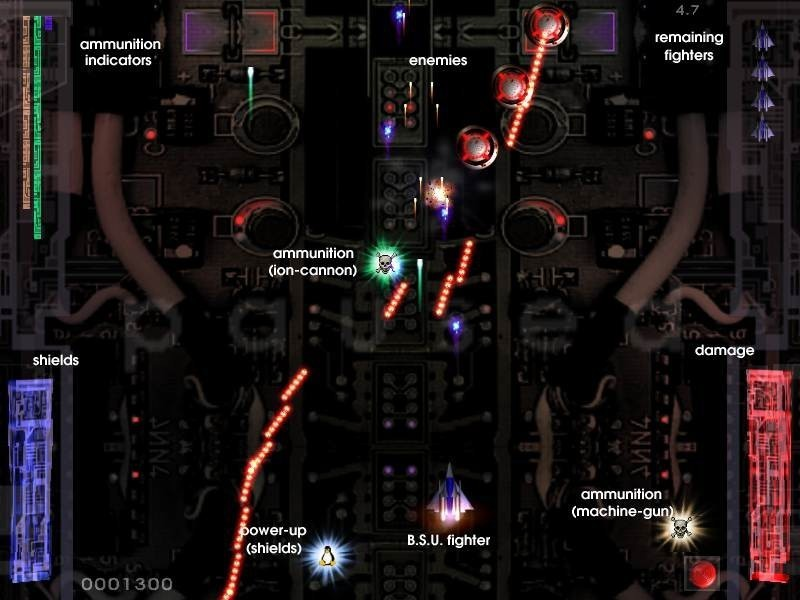 4.7
ammunition
indicators
remaining
fighters
enemies
ammunition
(ion-cannon)
paused
shields
damage
ammunition
(machine-gun)
power-up
(shields)
B.S.U. fighter
0001300